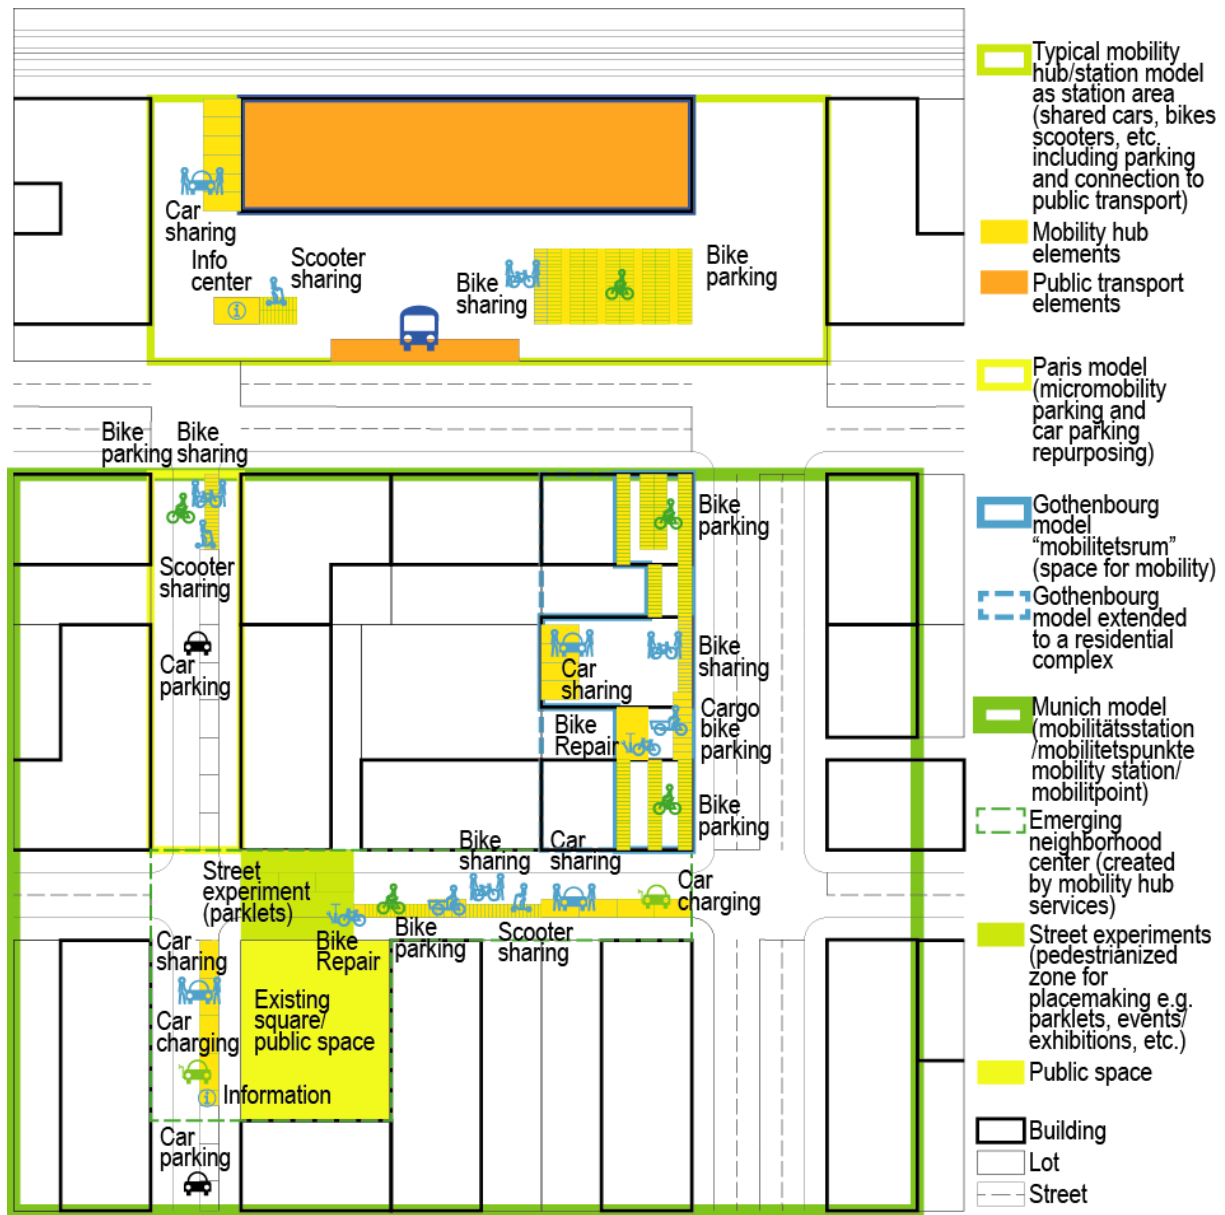 Car
sharing
Info
center
Scooter
sharing
Bike
sharing
Bike
parking
Bike
parking
Bike
sharing
Scooter
sharing
Car
parking
Bike
parking
Bike
sharing
Car
sharing
Cargo
bike
parking
Bike
Repair
Bike
parking
Bike
sharing
Car
sharing
Car
charging
Street
experiment
(parklets)
Bike
Repair
Bike
parking
Scooter
sharing
Car
sharing
Car
charging
Existing
square/
public space
Information
Car
parking
Typical mobility
hub/station model
as station area
(shared cars, bikes
scooters, etc.
including parking
and connection to
public transport)
Mobility hub
elements
Public transport
elements
Paris model
(micromobility
parking and
car parking
repurposing)
Gothenbourg
model
“mobilitetsrum”
(space for mobility)
Gothenbourg
model extended
to a residential
complex
Munich model
(mobilitätsstation
/mobilitetspunkte
mobility station/
mobilitpoint)
Emerging
neighborhood
center (created
by mobility hub
services)
Street experiments
(pedestrianized
zone for
placemaking e.g.
parklets, events/
exhibitions, etc.)
Public space
Building
Lot
Street